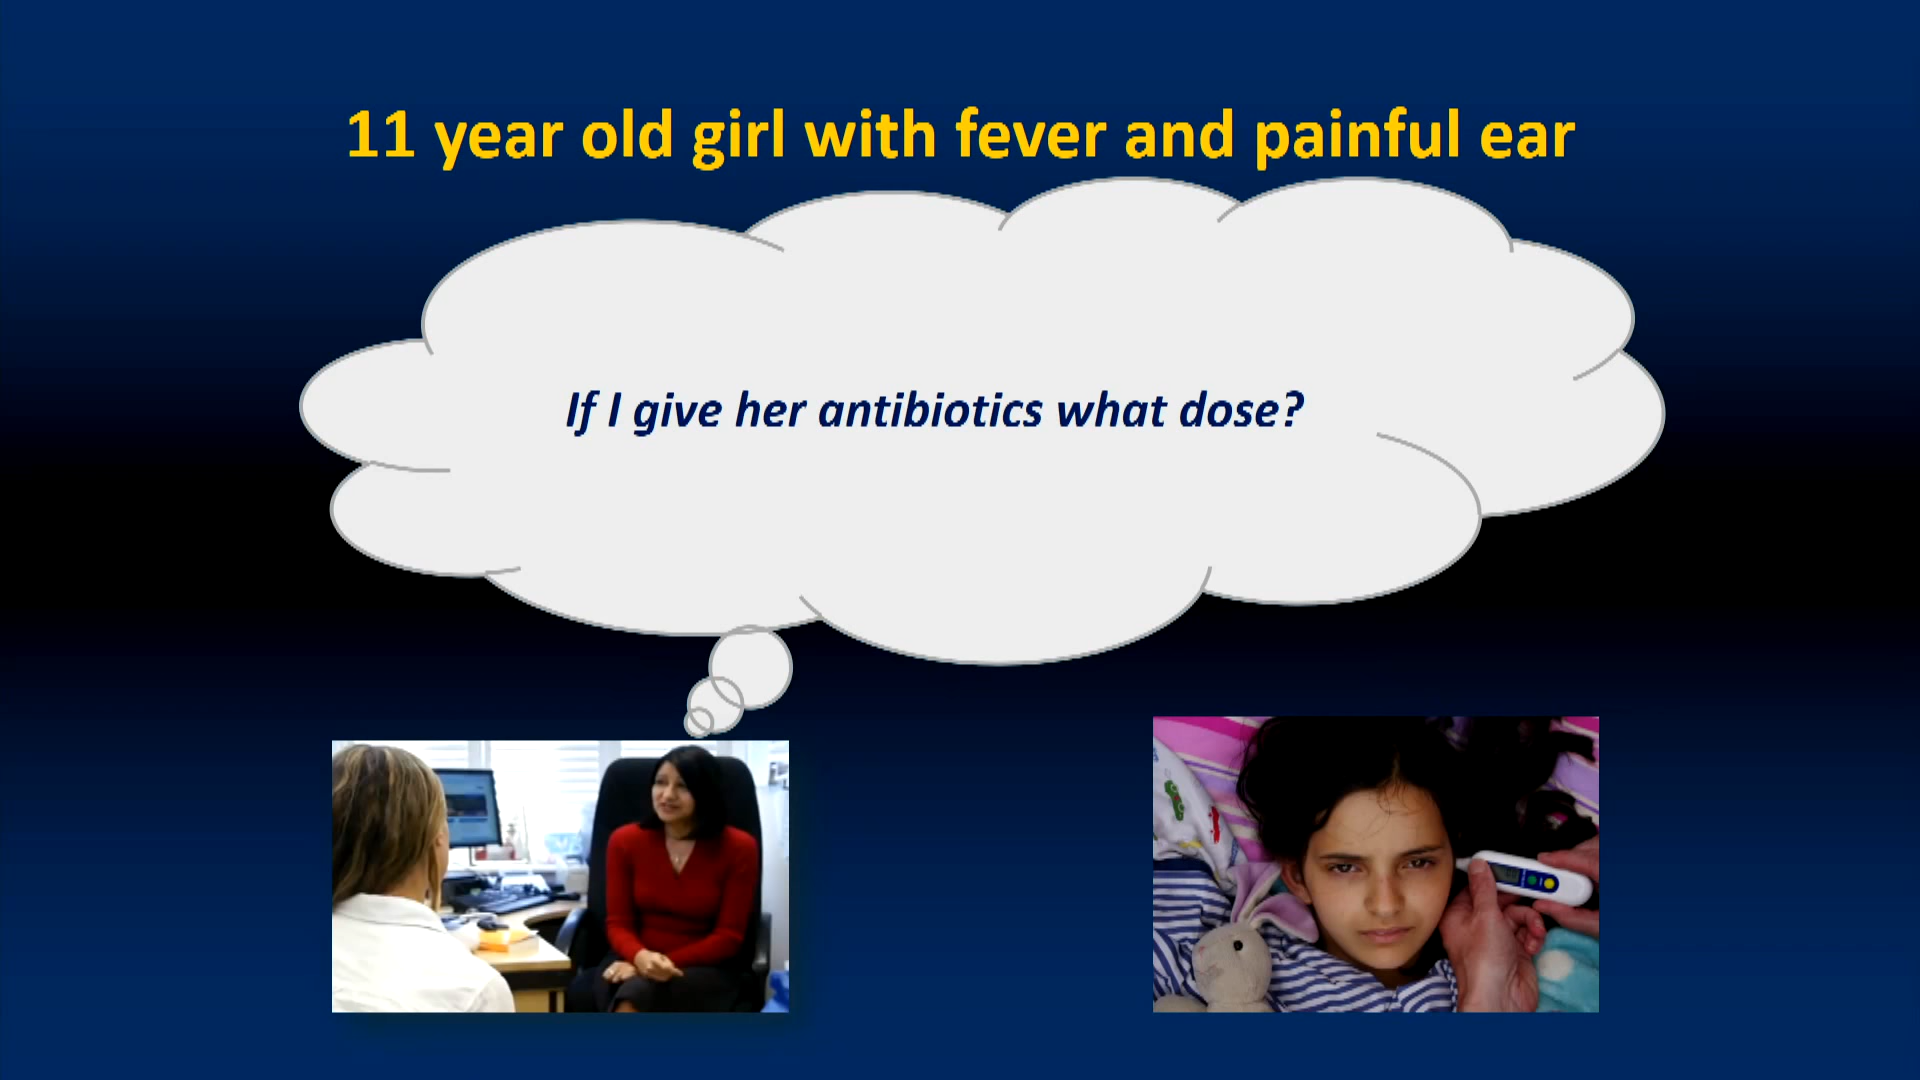 11 year old girl with fever and painful ear
If I give her antibiotics what dose?